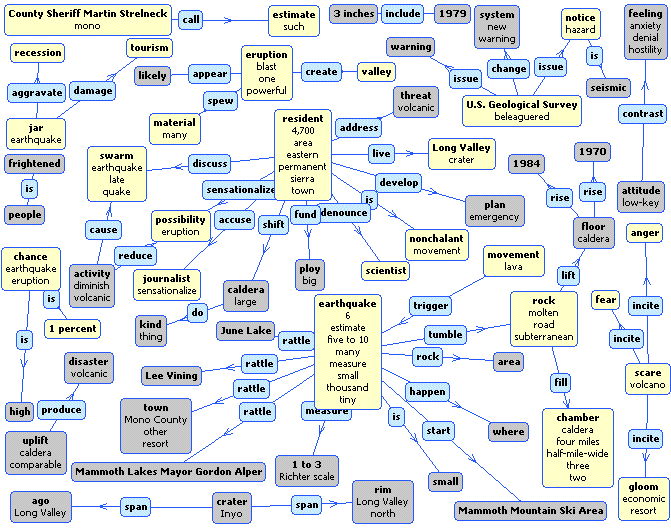 County Sheriff Martin Strelneck
mono
call
estimate
such
3 inches
include
1979
system
new
warning
notice
hazard
feeling
anxiety
denial
hostility
recession
tourism
aggravate
damage
jar
earthquake
likely
appear
eruption
blast
one
powerful
create
valley
spew
material
many
warning
issue
change
issue
is
seismic
U.S. Geological Survey
beleaguered
threat
volcanic
address
contrast
resident
4,700
area
eastern
permanent
sierra
town
frightened
is
people
swarm
earthquake
late
quake
discuss
live
Long Valley
crater
1984
1970
rise
rise
attitude
low-key
sensationalize
develop
is
plan
emergency
cause
possibility
eruption
accuse
shift
fund
denounce
floor
caldera
reduce
activity
diminish
volcanic
journalist
sensationalize
caldera
large
ploy
big
scientist
nonchalant
movement
movement
lava
anger
chance
earthquake
eruption
is
1 percent
do
kind
thing
lift
earthquake
6
estimate
five to 10
many
measure
small
thousand
tiny
trigger
rock
molten
road
subterranean
fear
incite
incite
June Lake
rattle
tumble
is
disaster
volcanic
Lee Vining
rattle
rock
area
scare
volcano
rattle
happen
fill
produce
high
town
Mono County
other
resort
rattle
measure
is
start
where
chamber
caldera
four miles
half-mile-wide
three
two
incite
uplift
caldera
comparable
Mammoth Lakes Mayor Gordon Alper
1 to 3
Richter scale
small
gloom
economic
resort
ago
Long Valley
span
crater
Inyo
span
rim
Long Valley
north
Mammoth Mountain Ski Area